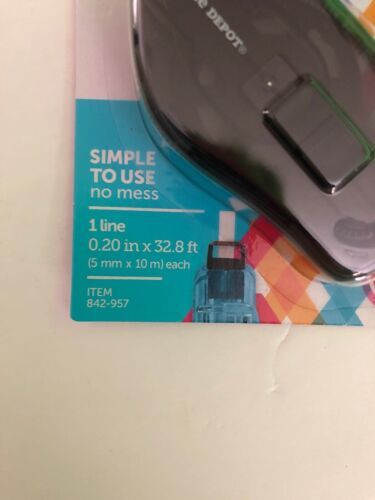 DEPOT®
SIMPLE
TO USE
no mess
1 line
0.20 in x 32.8 ft
(5 mm x 10 m) each
ITEM
842-957